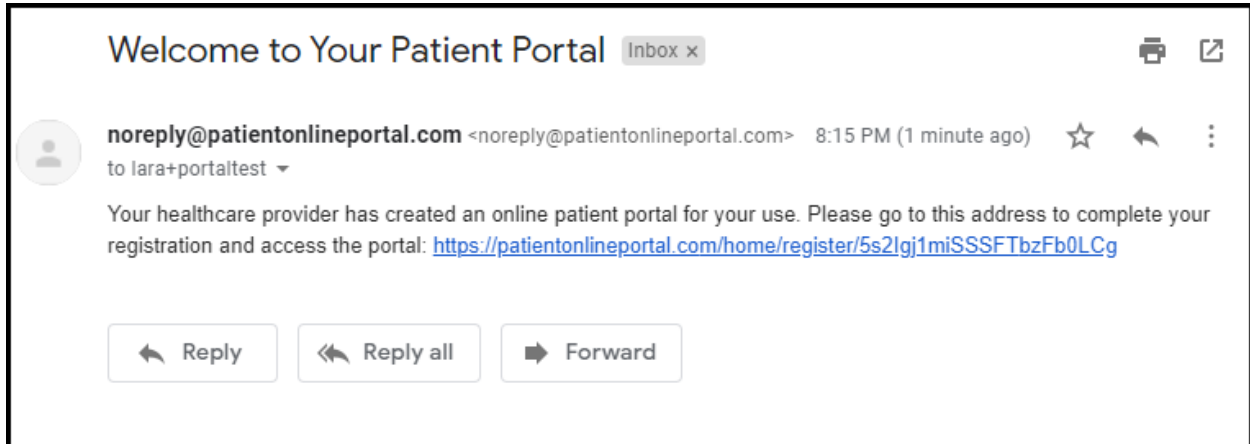 Welcome to Your Patient Portal Inbox x
noreply@patientonlineportal.com <noreply@patientonlineportal.com> 8:15 PM (1 minute ago)
to lara+portaltest
Your healthcare provider has created an online patient portal for your use. Please go to this address to complete your
registration and access the portal: https://patientonlineportal.com/home/register/5s2Igj1miSSSFTbzFb0LCg
Reply Reply all Forward